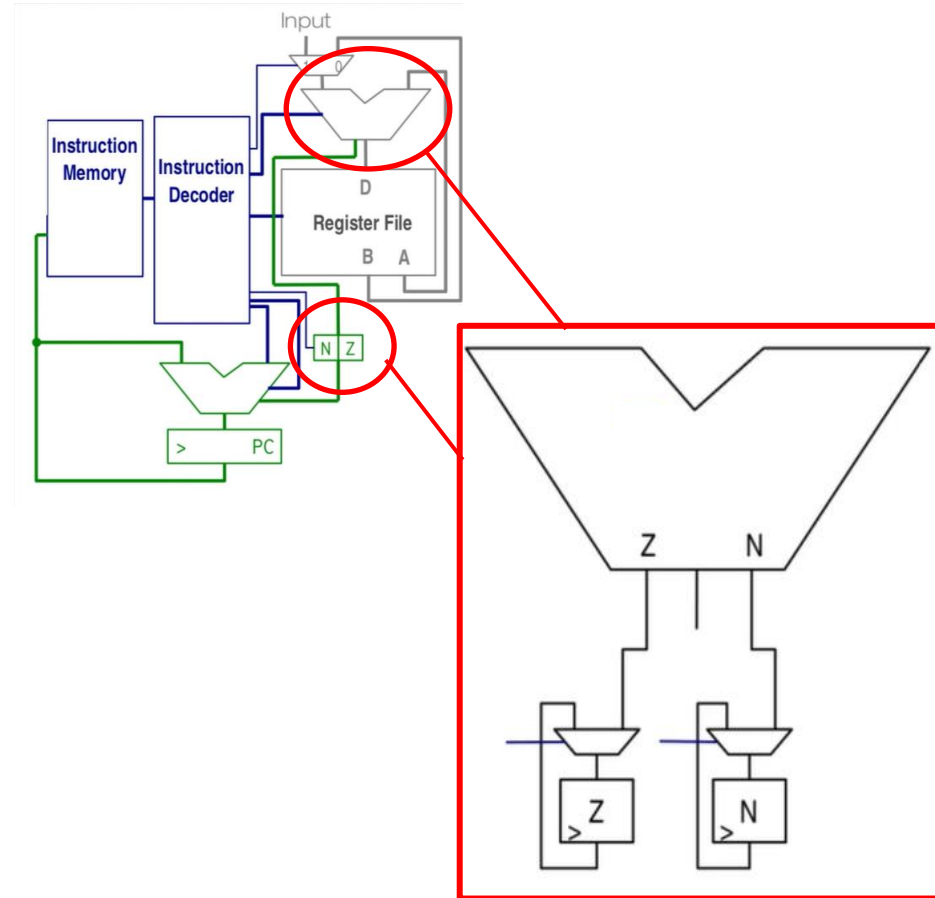 Input
1 0
Instruction
Memory
Instruction
Decoder
D
Register File
B A
N Z
> PC
Z N
Z
>
N
>